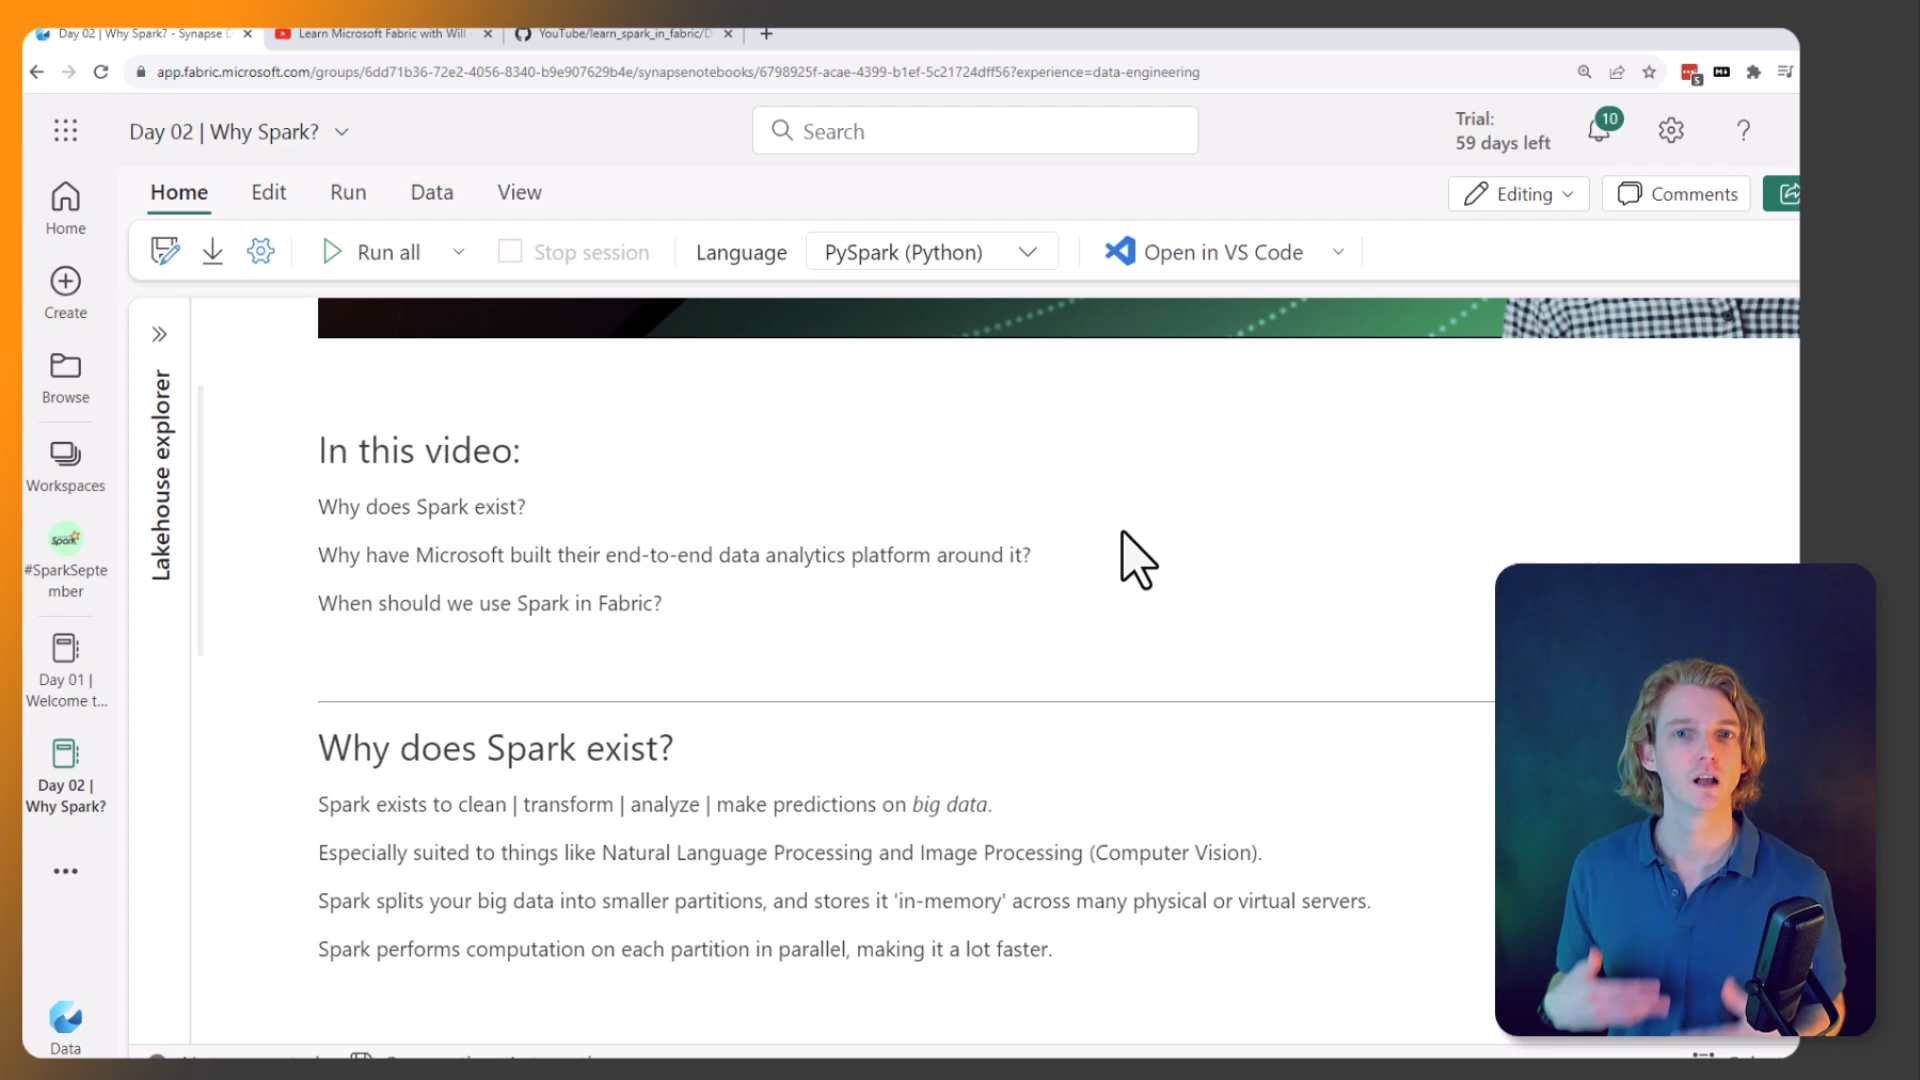 Day 02 | Why Spark? - Synapse D
Learn Microsoft Fabric with Will
YouTube/learn_spark_in_fabric/D
app.fabric.microsoft.com/groups/6dd71b36-72e2-4056-8340-b9e907629b4e/synapsenotebooks/6798925f-acae-4399-b1ef-5c21724dff56?experience=data-engineering
5
Day 02 | Why Spark?
Search
Trial:
59 days left
10
Home
Edit
Run
Data
View
Editing
Comments
Run all
Stop session
Language
PySpark (Python)
Open in VS Code
Home
Create
Browse
Workspaces
Spark
#SparkSepte
mber
Day 01 |
Welcome t...
Day 02 |
Why Spark?
Data
Lakehouse explorer
In this video:
Why does Spark exist?
Why have Microsoft built their end-to-end data analytics platform around it?
When should we use Spark in Fabric?
Why does Spark exist?
Spark exists to clean | transform | analyze | make predictions on big data.
Especially suited to things like Natural Language Processing and Image Processing (Computer Vision).
Spark splits your big data into smaller partitions, and stores it 'in-memory' across many physical or virtual servers.
Spark performs computation on each partition in parallel, making it a lot faster.